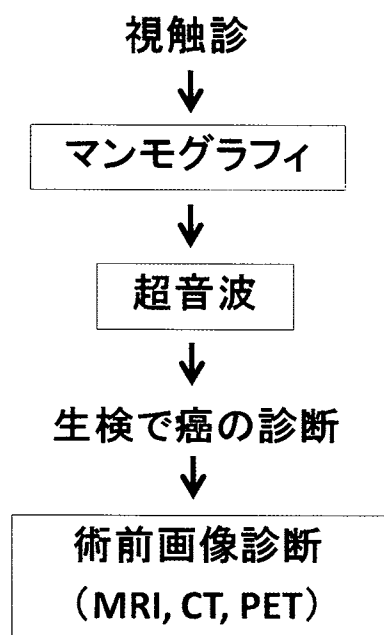 視触診
マンモグラフィ
超音波
生検で癌の診断
術前画像診断
（MRI, CT, PET）